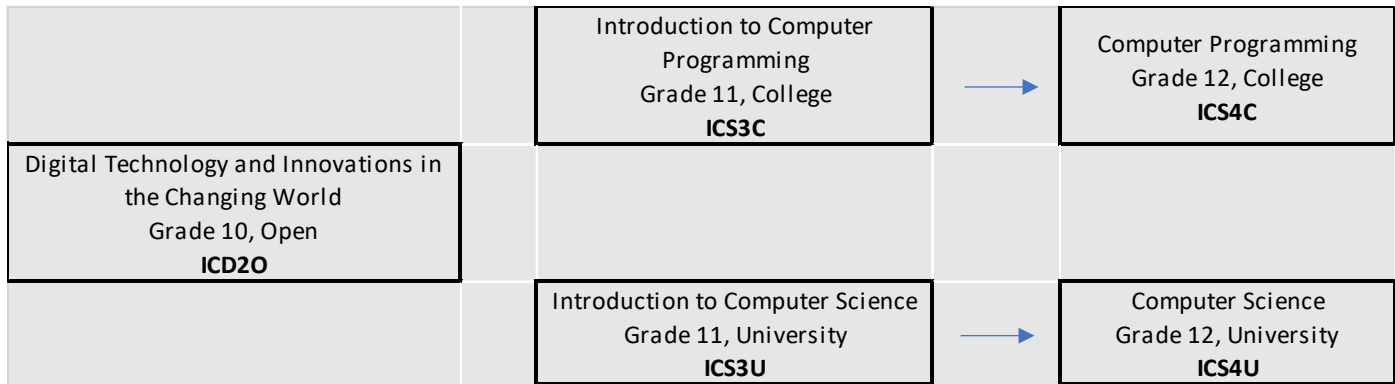 Introduction to Computer
Programming
Grade 11, College
ICS3C
Computer Programming
Grade 12, College
ICS4C
Digital Technology and Innovations in
the Changing World
Grade 10, Open
ICD2O
Introduction to Computer Science
Grade 11, University
ICS3U
Computer Science
Grade 12, University
ICS4U